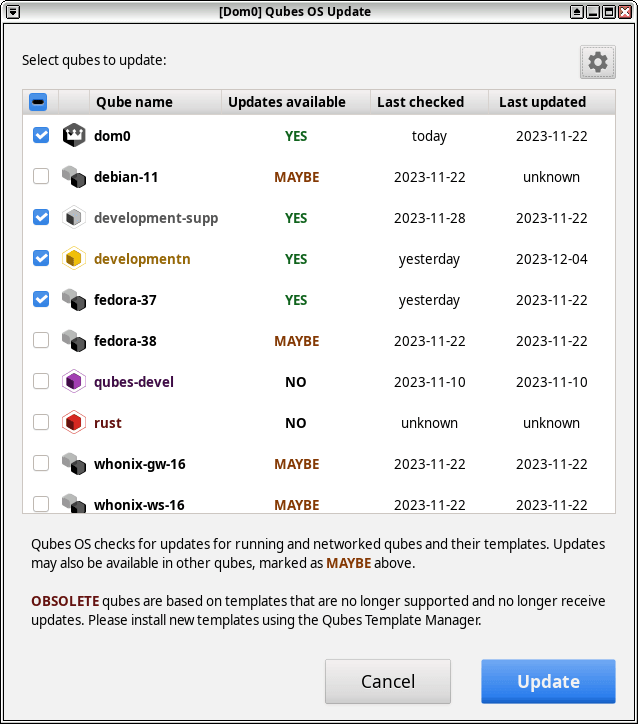 [Dom0] Qubes OS Update
Select qubes to update:
Qube name Updates available Last checked Last updated
dom0 YES today 2023-11-22
debian-11 MAYBE 2023-11-22 unknown
development-supp YES 2023-11-28 2023-11-22
developmentn YES yesterday 2023-12-04
fedora-37 YES yesterday 2023-11-22
fedora-38 MAYBE 2023-11-22 2023-11-22
qubes-devel NO 2023-11-10 2023-11-10
rust NO unknown unknown
whonix-gw-16 MAYBE 2023-11-22 2023-11-22
whonix-ws-16 MAYBE 2023-11-22 2023-11-22
Qubes OS checks for updates for running and networked qubes and their templates. Updates
may also be available in other qubes, marked as MAYBE above.
OBSOLETE qubes are based on templates that are no longer supported and no longer receive
updates. Please install new templates using the Qubes Template Manager.
Cancel Update